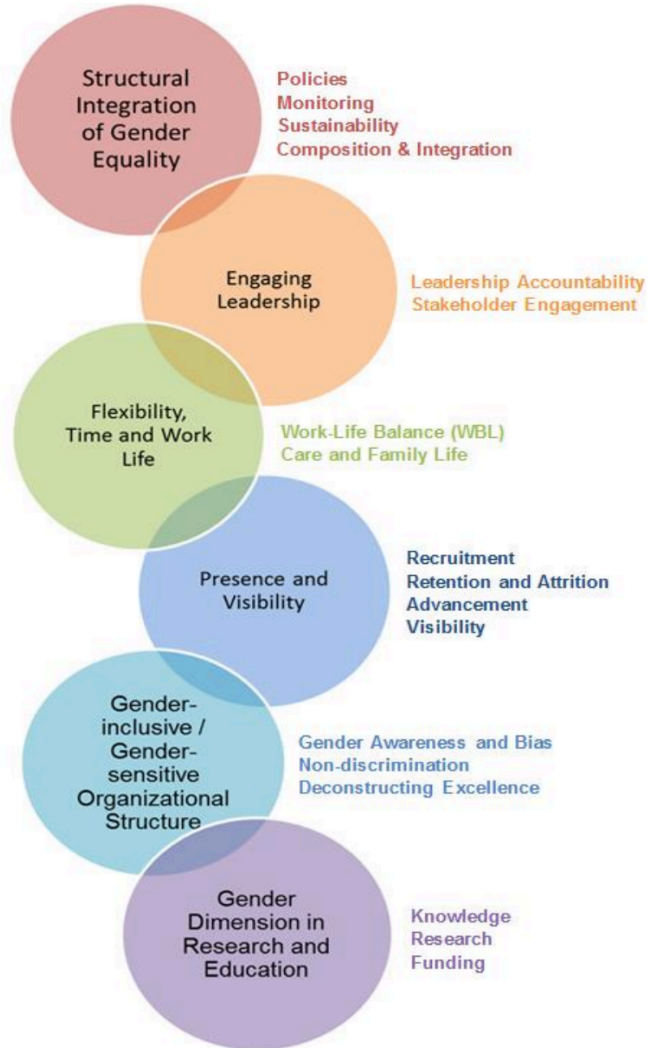 Structural
Integration
of Gender
Equality
Policies
Monitoring
Sustainability
Composition & Integration
Engaging
Leadership
Leadership Accountability
Stakeholder Engagement
Flexibility,
Time and Work
Life
Work-Life Balance (WBL)
Care and Family Life
Presence and
Visibility
Recruitment
Retention and Attrition
Advancement
Visibility
Gender-
inclusive /
Gender-
sensitive
Organizational
Structure
Gender Awareness and Bias
Non-discrimination
Deconstructing Excellence
Gender
Dimension in
Research and
Education
Knowledge
Research
Funding